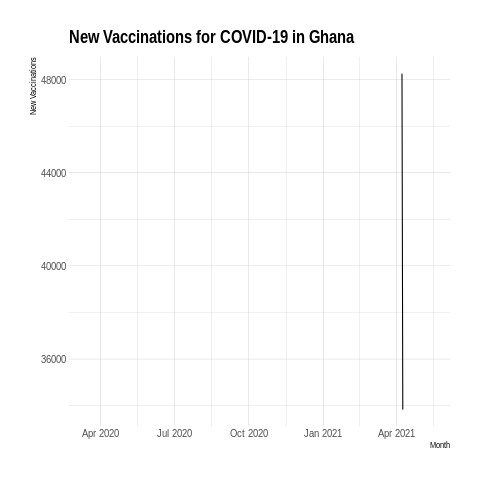 New Vaccinations for COVID-19 in Ghana
New Vaccinations
48000
44000
40000
36000
Apr 2020 Jul 2020 Oct 2020 Jan 2021 Apr 2021
Month